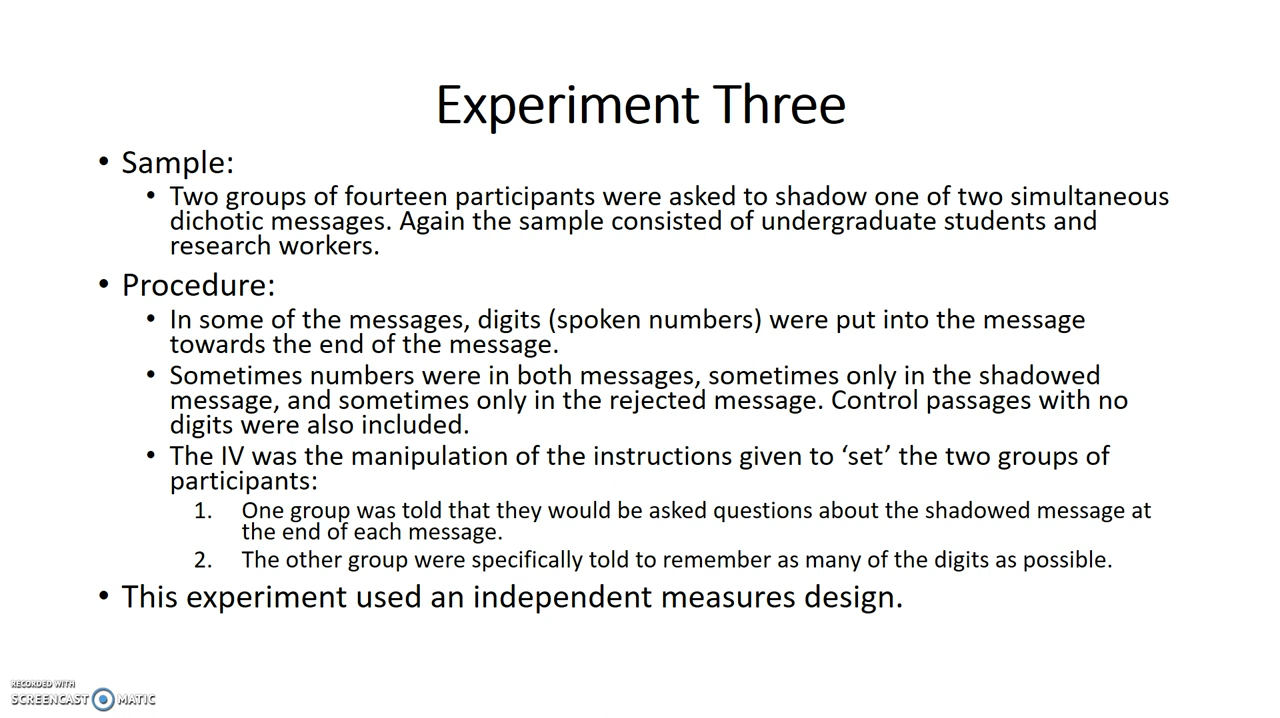 Experiment Three
• Sample:
• Two groups of fourteen participants were asked to shadow one of two simultaneous
dichotic messages. Again the sample consisted of undergraduate students and
research workers.
• Procedure:
• In some of the messages, digits (spoken numbers) were put into the message
towards the end of the message.
• Sometimes numbers were in both messages, sometimes only in the shadowed
message, and sometimes only in the rejected message. Control passages with no
digits were also included.
• The IV was the manipulation of the instructions given to ‘set’ the two groups of
participants:
1. One group was told that they would be asked questions about the shadowed message at
the end of each message.
2. The other group were specifically told to remember as many of the digits as possible.
• This experiment used an independent measures design.
RECORDED WITH
SCREENCAST MATIC